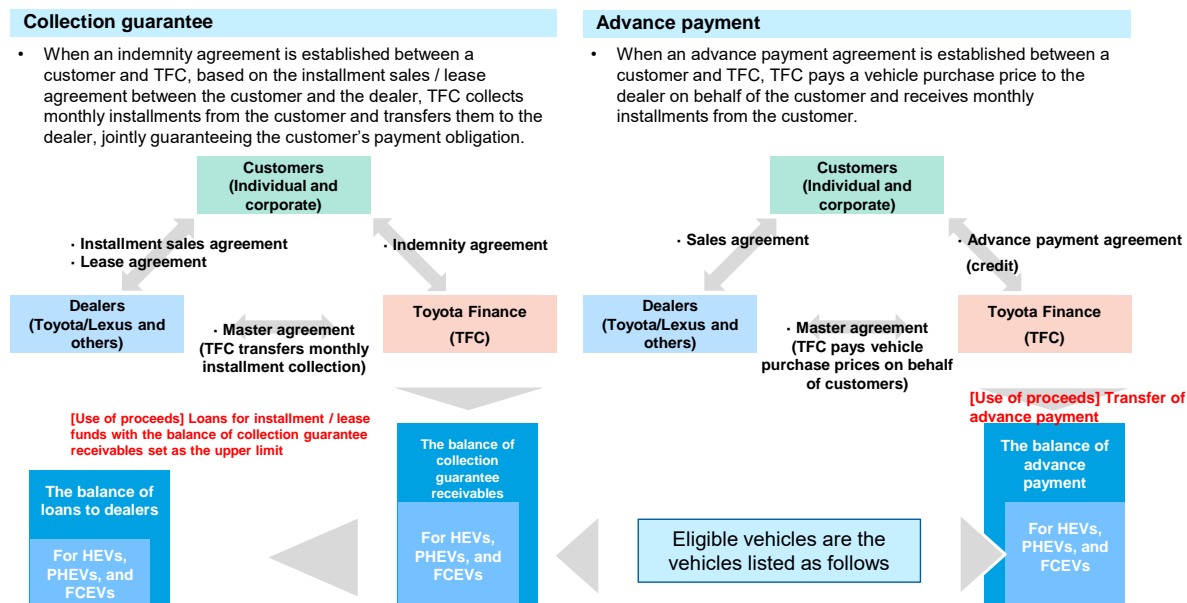 Collection guarantee
• When an indemnity agreement is established between a
customer and TFC, based on the installment sales / lease
agreement between the customer and the dealer, TFC collects
monthly installments from the customer and transfers them to the
dealer, jointly guaranteeing the customer's payment obligation.
Customers
(Individual and
corporate)
・Installment sales agreement
・Lease agreement
・Indemnity agreement
Dealers
(Toyota/Lexus and
others)
・Master agreement
(TFC transfers monthly
installment collection)
Toyota Finance
(TFC)
[Use of proceeds] Loans for installment / lease
funds with the balance of collection guarantee
receivables set as the upper limit
The balance of
loans to dealers
For HEVs,
PHEVs, and
FCEVs
The balance of
collection
guarantee
receivables
For HEVs,
PHEVs, and
FCEVs
Advance payment
• When an advance payment agreement is established between a
customer and TFC, TFC pays a vehicle purchase price to the
dealer on behalf of the customer and receives monthly
installments from the customer.
Customers
(Individual and
corporate)
・Sales agreement
・Advance payment agreement
(credit)
Dealers
(Toyota/Lexus and
others)
・Master agreement
(TFC pays vehicle
purchase prices on behalf
of customers)
Toyota Finance
(TFC)
[Use of proceeds] Transfer of
advance payment
The balance of
advance
payment
For HEVs,
PHEVs, and
FCEVs
Eligible vehicles are the
vehicles listed as follows